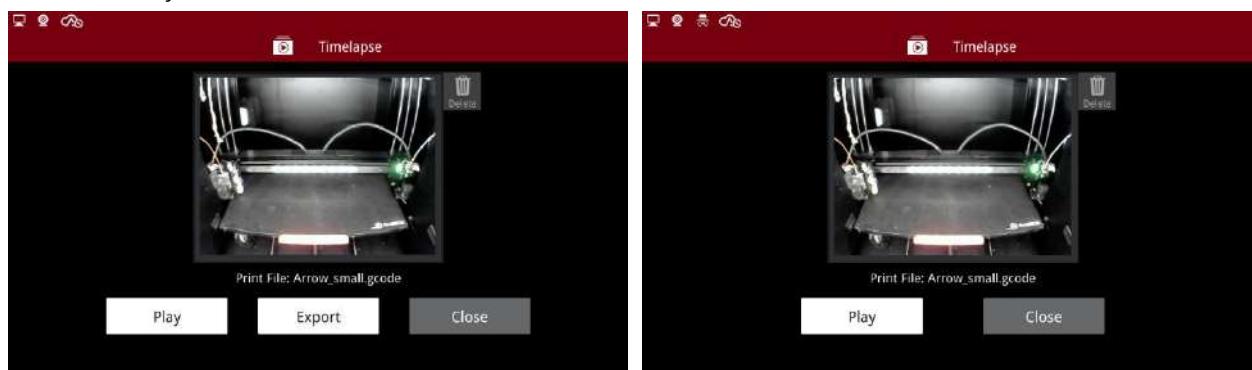 Timelapse
Delete
Print File: Arrow_small.gcode
Play Export Close
Timelapse
Delete
Print File: Arrow_small.gcode
Play Close